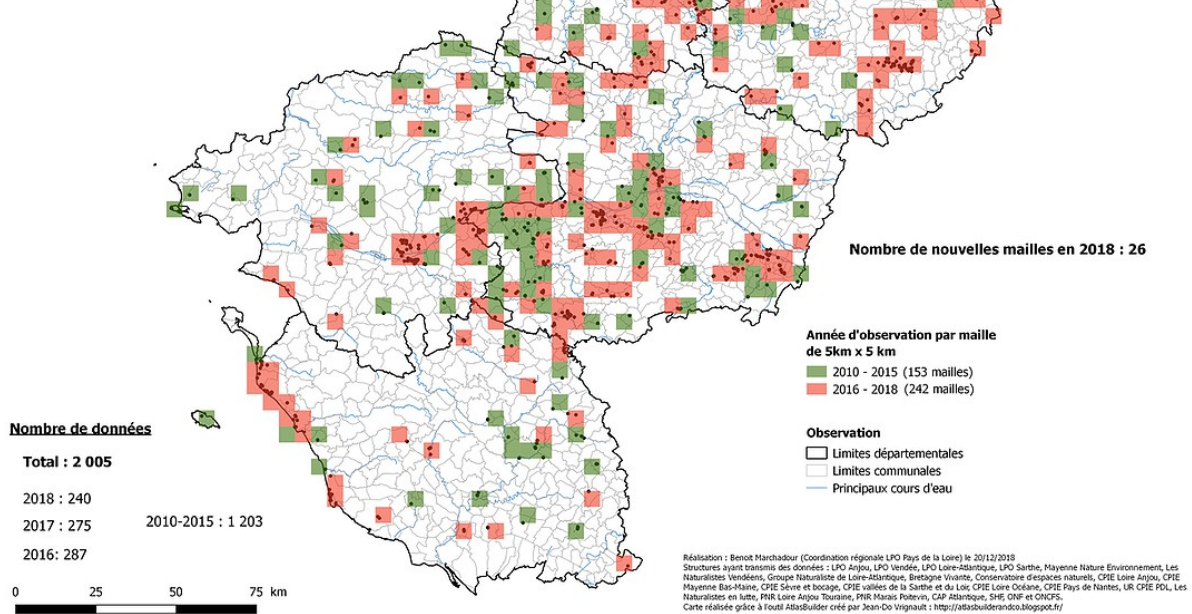 Nombre de nouvelles mailles en 2018 : 26
Année d'observation par maille
de 5km x 5 km
2010 - 2015 (153 mailles)
2016 - 2018 (242 mailles)
Nombre de données
Total : 2 005
2018 : 240
2017 : 275
2010-2015 : 1 203
2016: 287
Observation
Limites départementales
Limites communales
Principaux cours d'eau
0 25 50 75 km
Réalisation : Benoit Marchadour (Coordination régionale LPO Pays de la Loire) le 20/12/2018
Structures ayant transmis des données : LPO Anjou, LPO Vendée, LPO Loire-Atlantique, LPO Sarthe, Mayenne Nature Environnement, Les
Naturalistes Vendéens, Groupe Naturaliste de Loire-Atlantique, Bretagne Vivante, Conservatoire d'espaces naturels, CPIE Loire Anjou, CPIE
Mayenne Bas-Maine, CPIE Sèvre et bocage, CPIE vallées de la Sarthe et du Loir, CPIE Loire Océane, CPIE Pays de Nantes, UR CPIE PDL, Les
Naturalistes en lutte, PNR Loire Anjou Touraine, PNR Marais Poitevin, CAP Atlantique, SHF, ONF et ONCFS.
Carte réalisée grâce à l'outil AtlasBuilder créé par Jean-Do Vrignault : http://atlasbuilderandco.blogspot.fr/